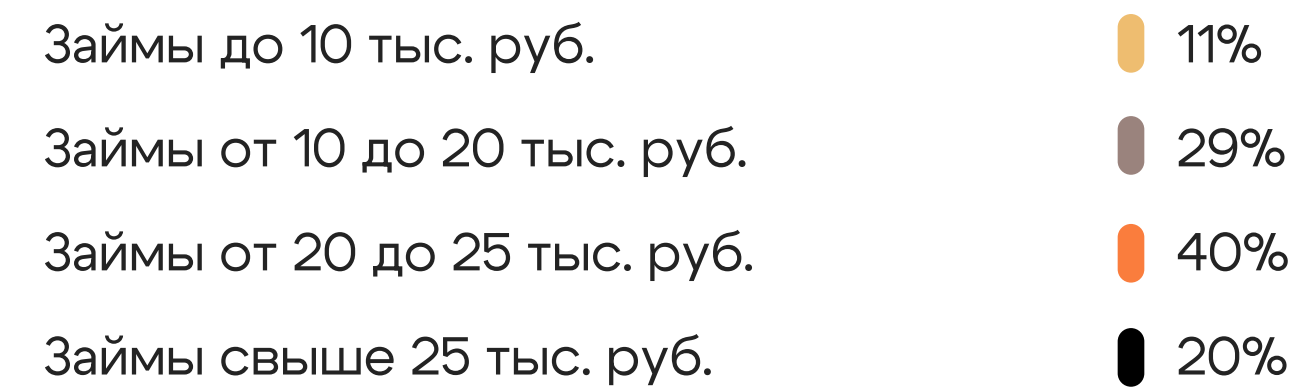 Займы до 10 тыс. руб. 11%
Займы от 10 до 20 тыс. руб. 29%
Займы от 20 до 25 тыс. руб. 40%
Займы свыше 25 тыс. руб. 20%